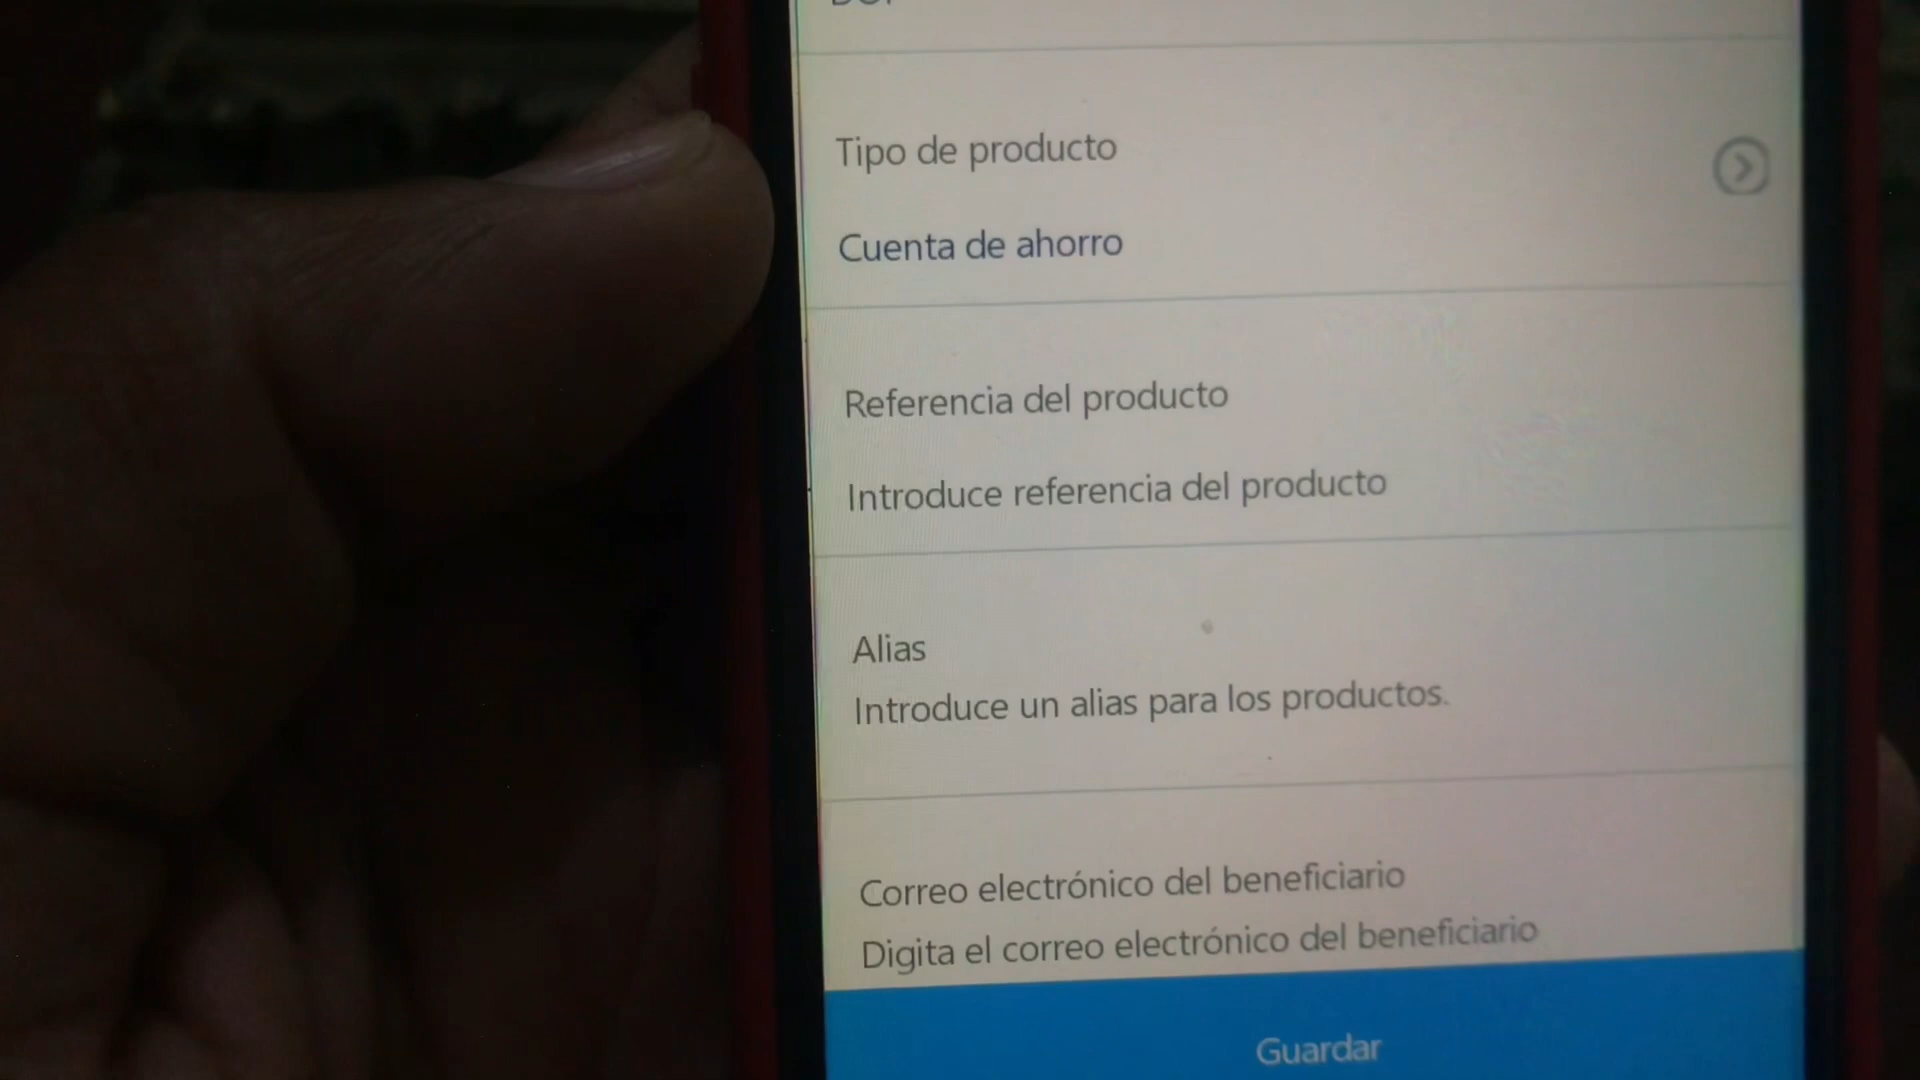 Tipo de producto
Cuenta de ahorro
Referencia del producto
Introduce referencia del producto
Alias
Introduce un alias para los productos.
Correo electrónico del beneficiario
Digita el correo electrónico del beneficiario
Guardar